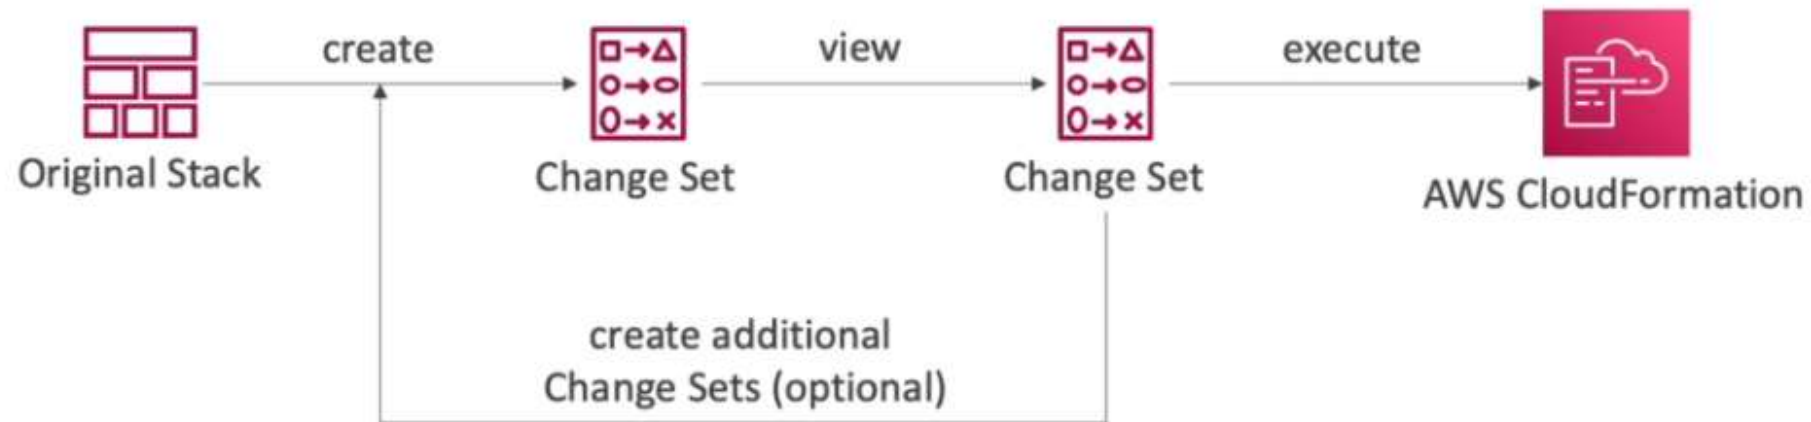 create
view
execute
Original Stack
Change Set
Change Set
AWS CloudFormation
create additional
Change Sets (optional)